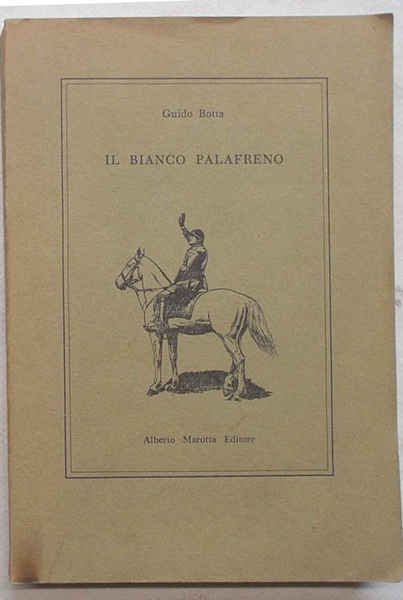 Guido Botta
IL BIANCO PALAFRENO
Alberto Marotta Editore